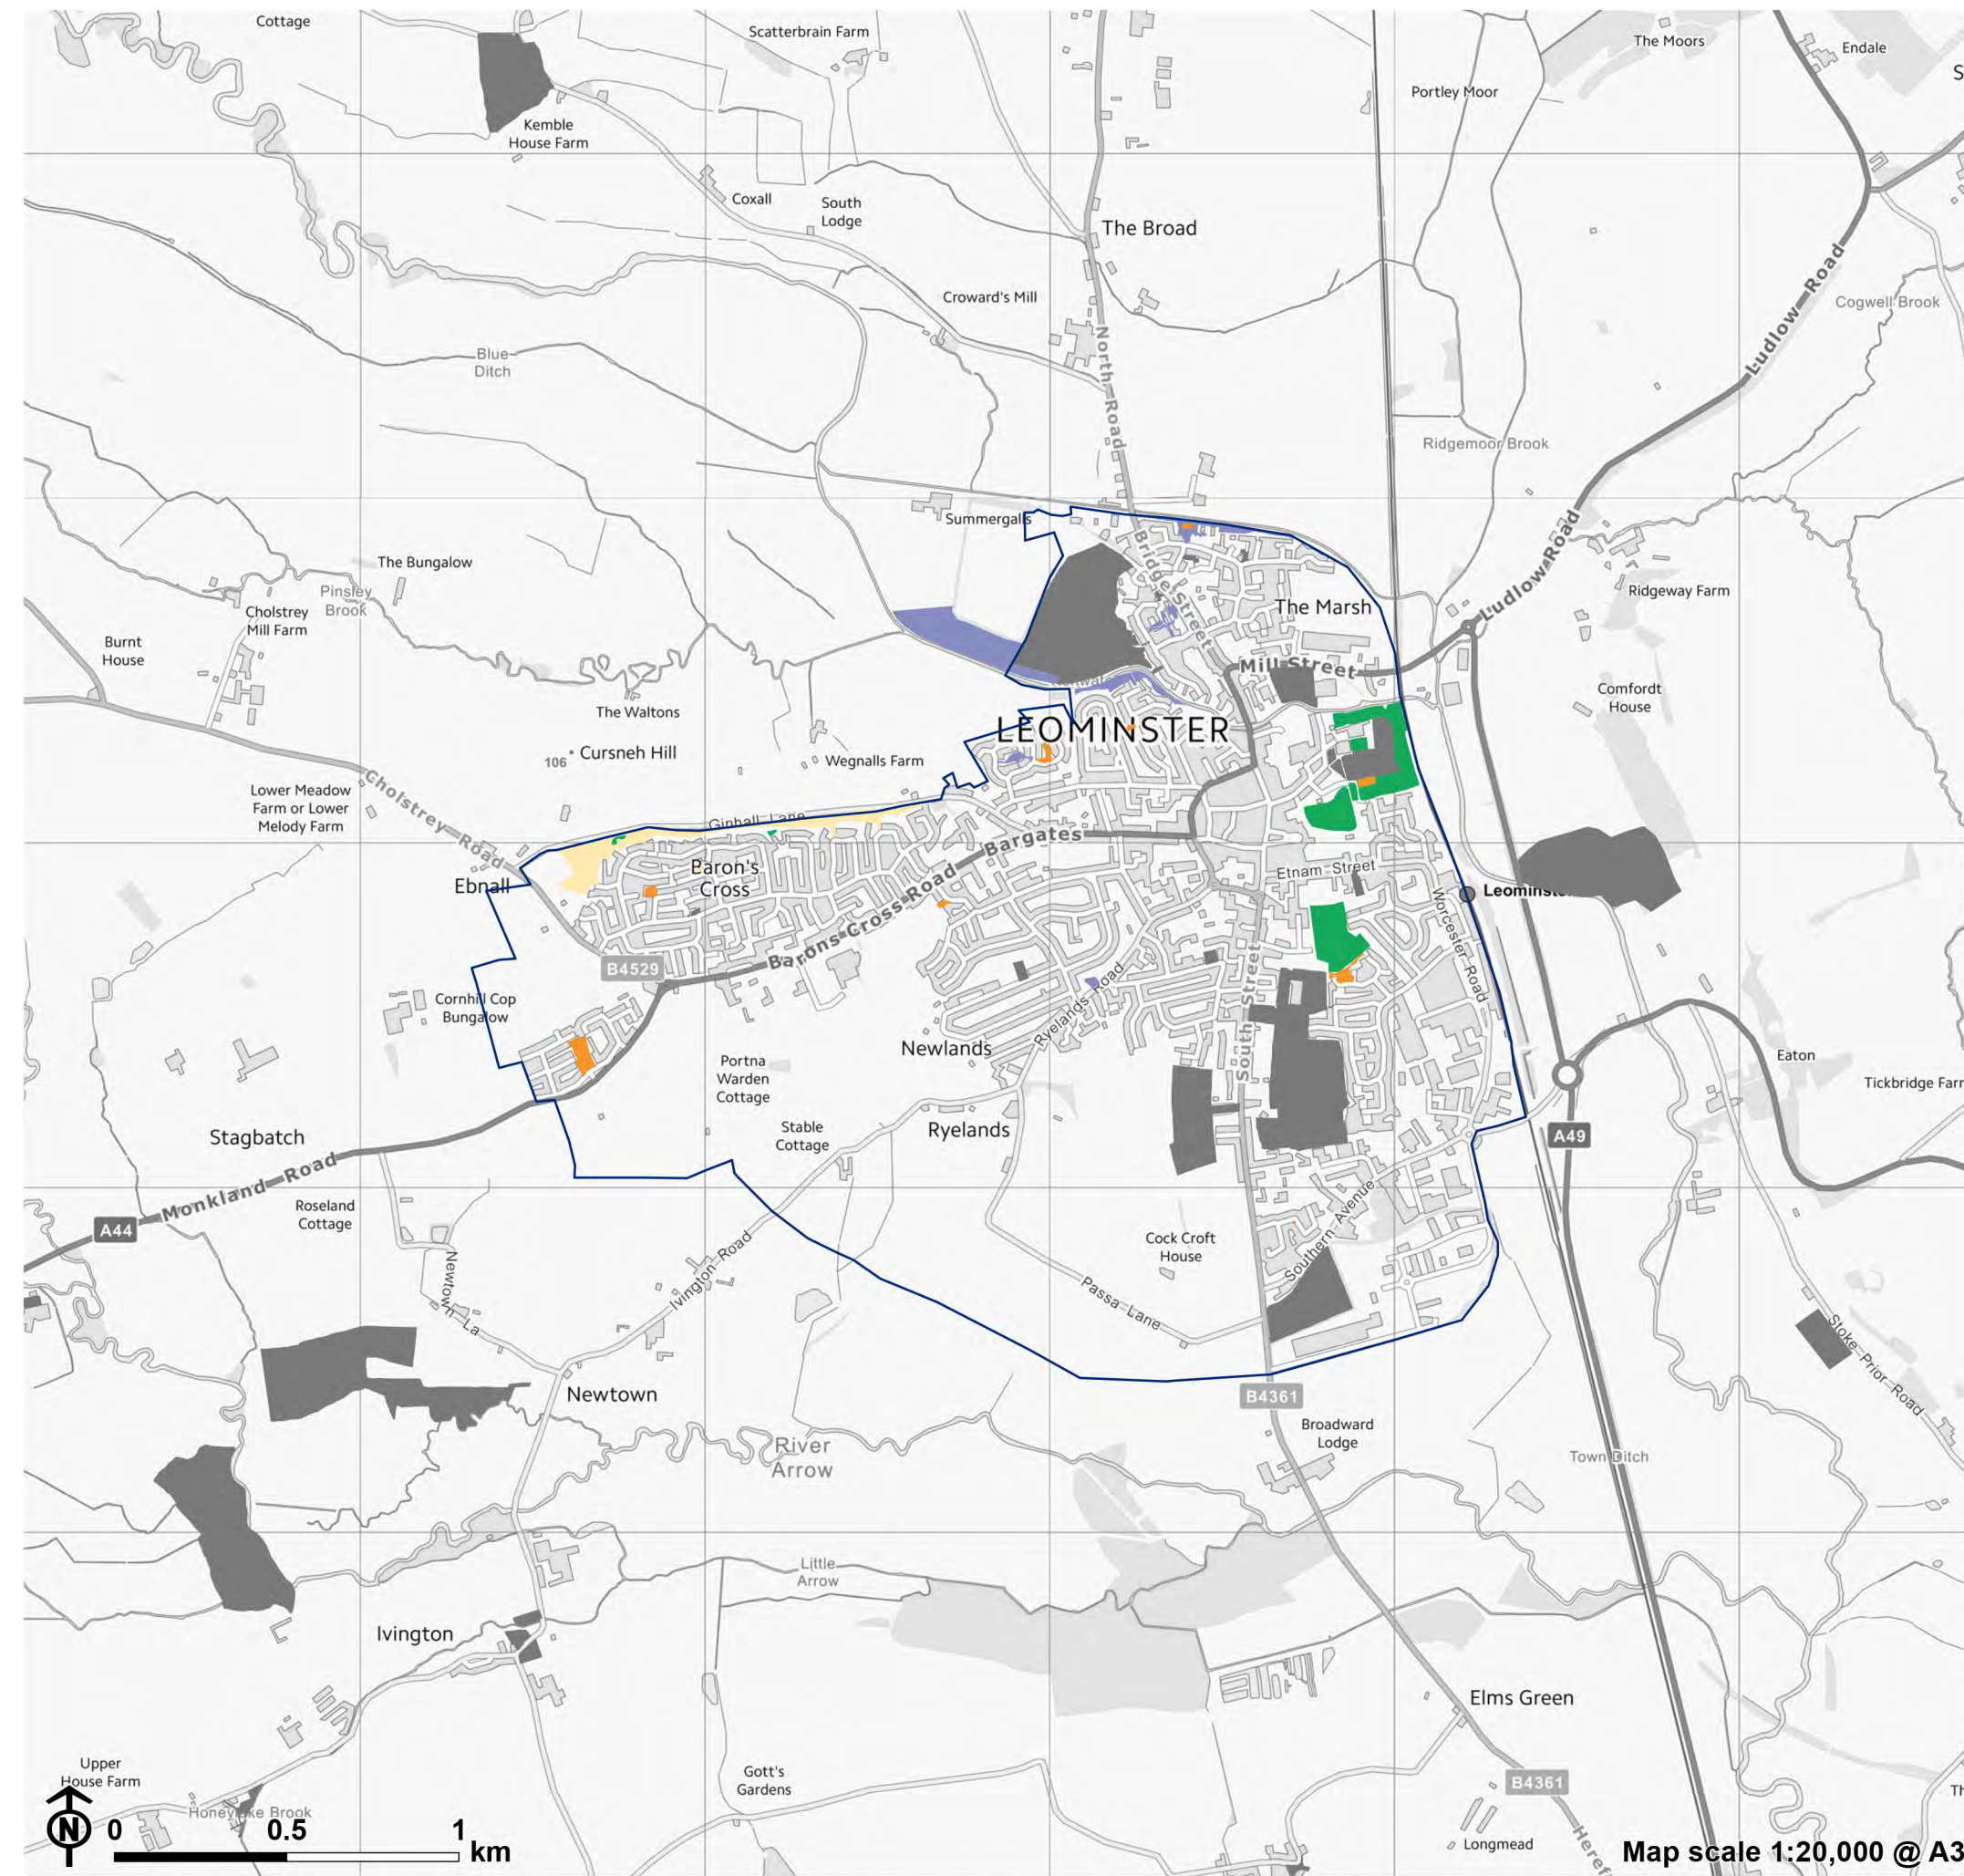 Cottage
Scatterbrain Farm
The Moors
Endale
S
Portley Moor
Kemble
House Farm
Coxall
South
Lodge
The Broad
Ludlow Road
Cogwell Brook
Croward's Mill
North Road
Blue
Ditch
Ridgemoor Brook
Summergalls
Ludlow Road
The Bungalow
Pinsley
Brook
Cholstrey
Mill Farm
Bridge Street
The Marsh
Ridgeway Farm
Burnt
House
Mill Street
Comfordt
House
The Waltons
LEOMINSTER
106
Cursneh Hill
Wegnalls Farm
Lower Meadow
Farm or Lower
Melody Farm
Cholstrey Road
Ginhall Lane
Bargates
Baron's
Cross
Ebnall
Etnam Street
Leominste
Barons Cross Road
Worcester Road
B4529
South Street
Cornhill Cop
Bungalow
Ryelands Road
Newlands
Portna
Warden
Cottage
Eaton
Tickbridge Farr
Stable
Cottage
Ryelands
Stagbatch
A49
Monkland Road
Roseland
Cottage
A44
Southern Avenue
Cock Croft
House
Newtown La
Ivington Road
Passa Lane
Stoke Prior Road
Newtown
B4361
Broadward
Lodge
River
Arrow
Town Ditch
Little
Arrow
Ivington
Elms Green
Upper
House Farm
Gott's
Gardens
B4361
Th
Honeylake Brook
N
0
0.5
1
km
Longmead
Heref
Map scale 1:20,000 @ A3